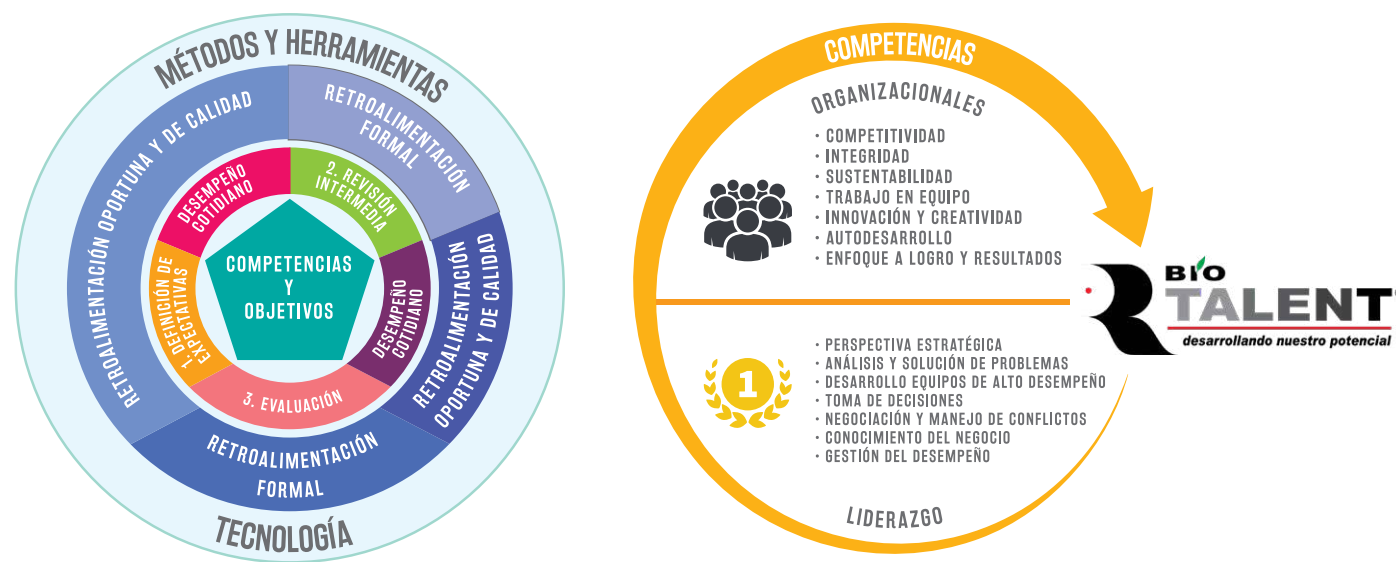 MÉTODOS Y HERRAMIENTAS
RETROALIMENTACIÓN OPORTUNA Y DE CALIDAD
RETROALIMENTACIÓN
FORMAL
RETROALIMENTACIÓN
OPORTUNA Y DE CALIDAD
RETROALIMENTACIÓN
FORMAL
TECNOLOGÍA
1. DEFINICIÓN DE
EXPECTATIVAS
DESEMPEÑO
COTIDIANO
2. REVISIÓN
INTERMEDIA
DESEMPEÑO
COTIDIANO
3. EVALUACIÓN
COMPETENCIAS
Y
OBJETIVOS
COMPETENCIAS
ORGANIZACIONALES
• COMPETITIVIDAD
• INTEGRIDAD
• SUSTENTABILIDAD
• TRABAJO EN EQUIPO
• INNOVACIÓN Y CREATIVIDAD
• AUTODESARROLLO
• ENFOQUE A LOGRO Y RESULTADOS
1
• PERSPECTIVA ESTRATÉGICA
• ANÁLISIS Y SOLUCIÓN DE PROBLEMAS
• DESARROLLO EQUIPOS DE ALTO DESEMPEÑO
• TOMA DE DECISIONES
• NEGOCIACIÓN Y MANEJO DE CONFLICTOS
• CONOCIMIENTO DEL NEGOCIO
• GESTIÓN DEL DESEMPEÑO
LIDERAZGO
R BIO
TALENT
desarrollando nuestro potencial